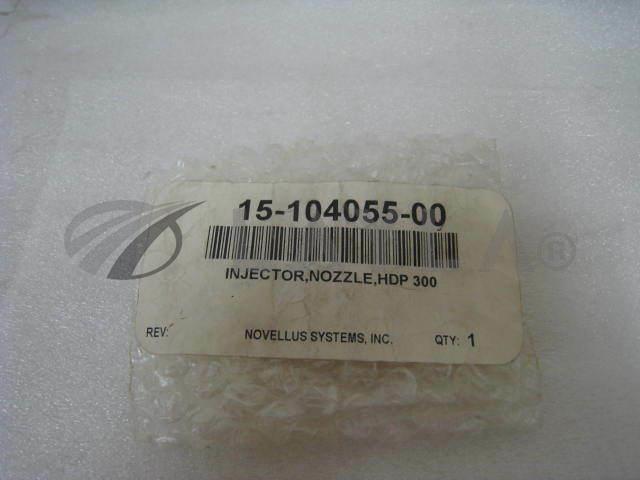 15-104055-00
INJECTOR,NOZZLE,HDP 300
REV:
NOVELLUS SYSTEMS, INC.
QTY: 1